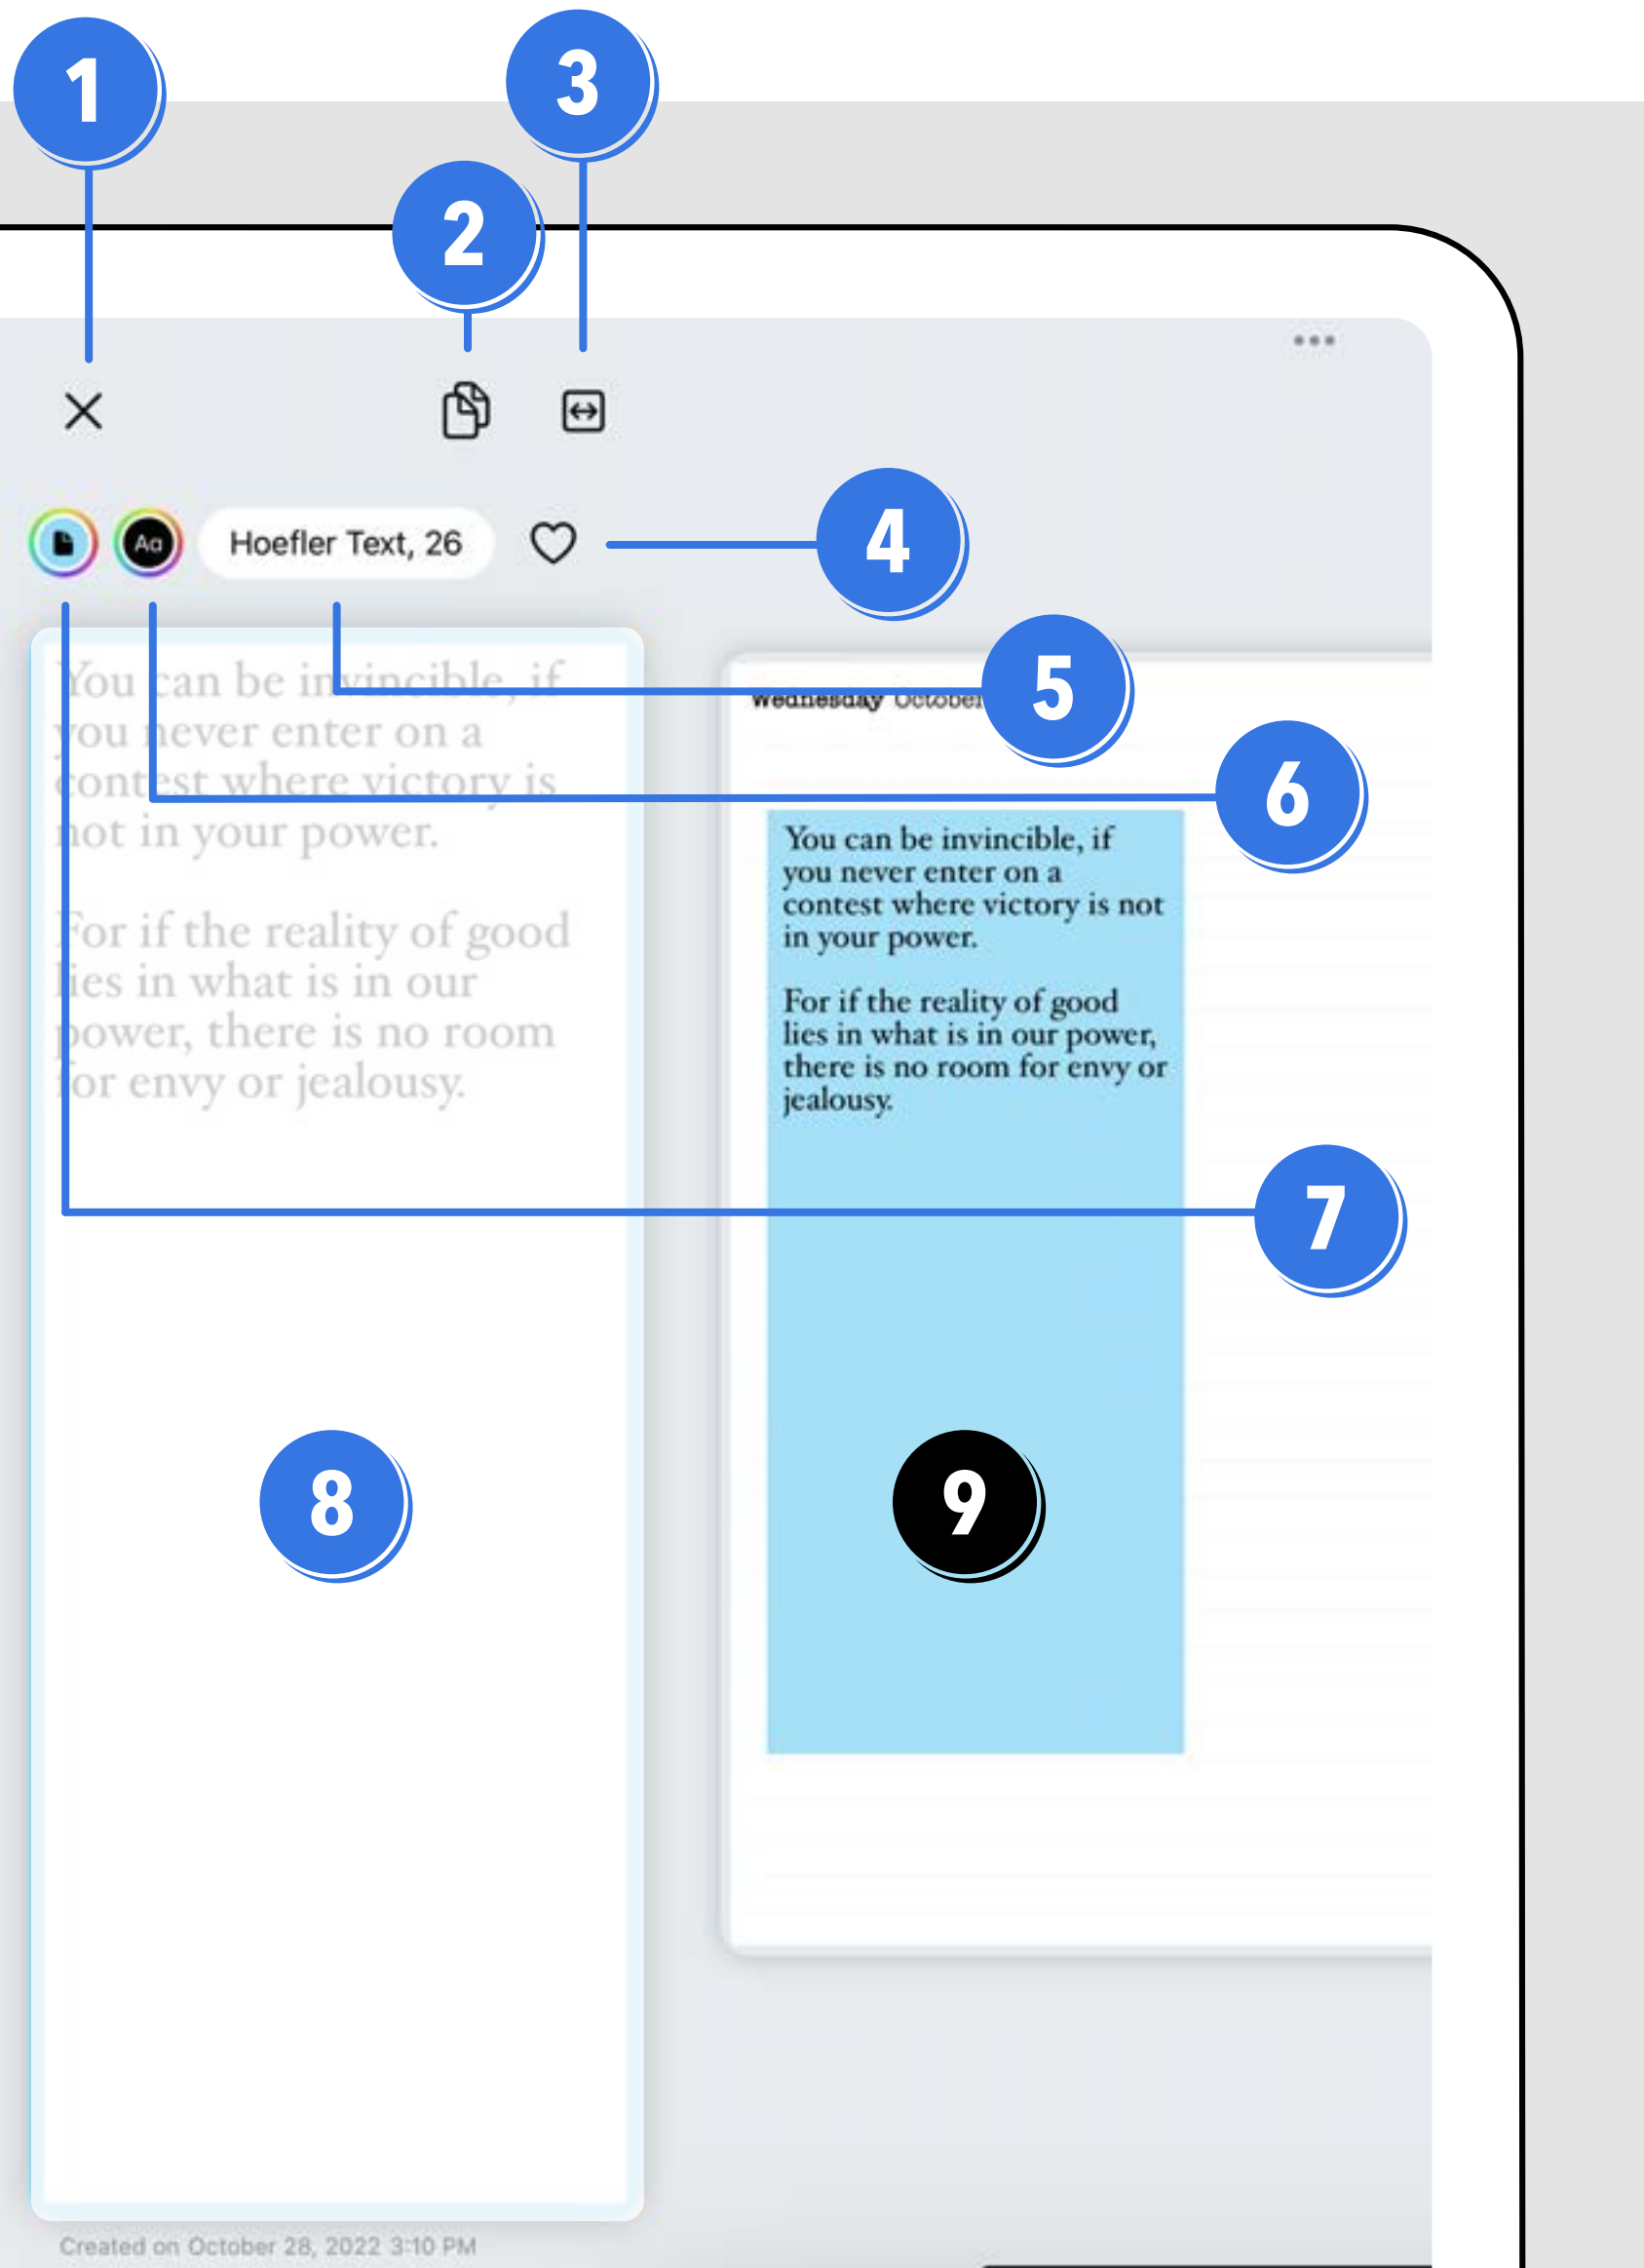 1
3
2
Aa
Hoefler Text, 26
4
You can be invincible, if
you never enter on a
contest where victory is
not in your power.
For if the reality of good
lies in what is in our
power, there is no room
for envy or jealousy.
5
Wednesday October
6
You can be invincible, if
you never enter on a
contest where victory is not
in your power.
For if the reality of good
lies in what is in our power,
there is no room for envy or
jealousy.
7
8
9
Created on October 28, 2022 3:10 PM